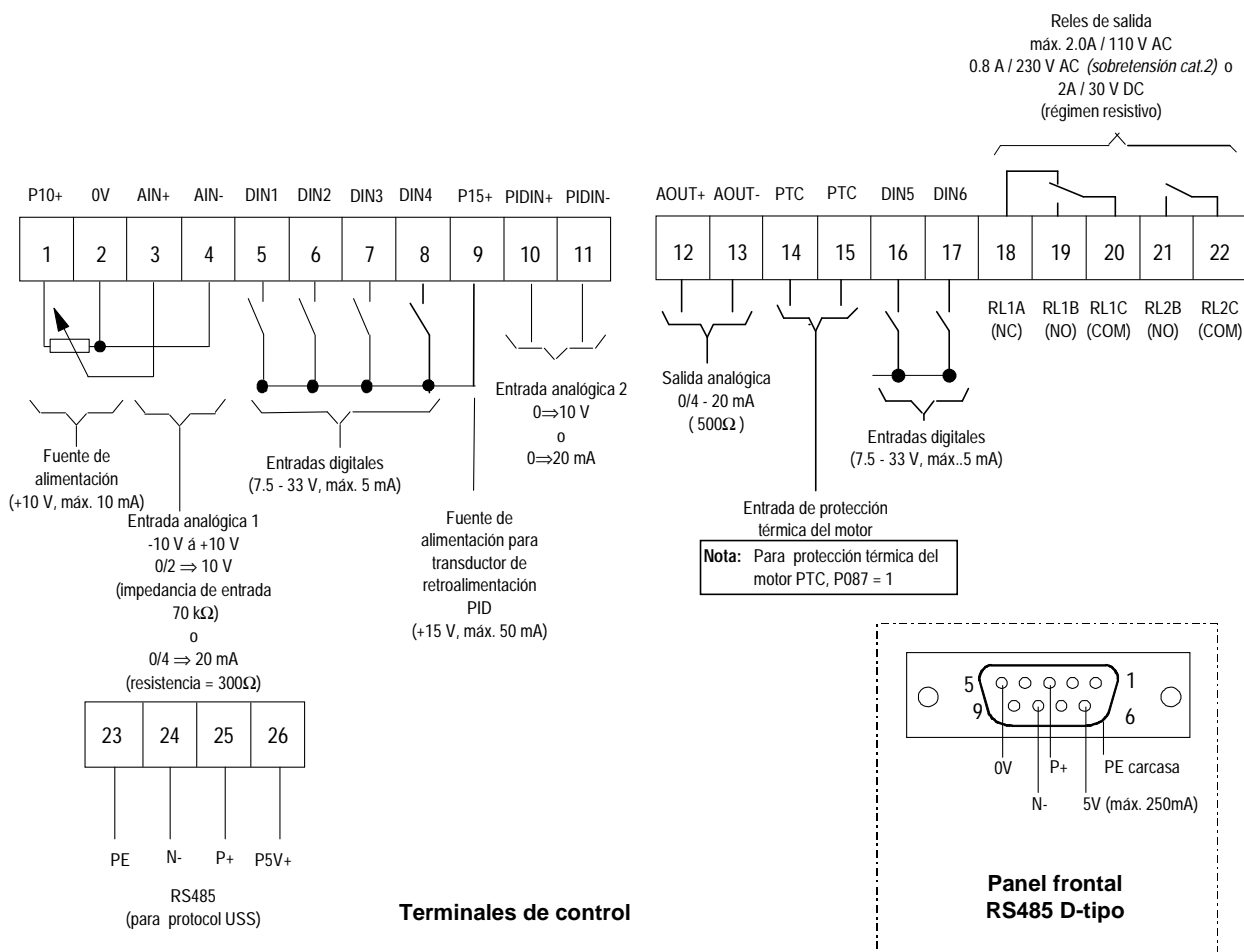 Reles de salida
máx. 2.0A / 110 V AC
0.8 A / 230 V AC (sobretensión cat.2) o
2A / 30 V DC
(régimen resistivo)
P10+ 0V AIN+ AIN- DIN1 DIN2 DIN3 DIN4 P15+ PIDIN+ PIDIN-
1 2 3 4 5 6 7 8 9 10 11
AOUT+ AOUT- PTC PTC DIN5 DIN6
12 13 14 15 16 17 18 19 20 21 22
RL1A RL1B RL1C RL2B RL2C
(NC) (NO) (COM) (NO) (COM)
Fuente de
alimentación
(+10 V, máx. 10 mA)
Entrada analógica 1
-10 V á +10 V
0/2 ⇒ 10 V
(impedancia de entrada
70 kΩ)
o
0/4 ⇒ 20 mA
(resistencia = 300Ω)
Entradas digitales
(7.5 - 33 V, máx. 5 mA)
Fuente de
alimentación para
transductor de
retroalimentación
PID
(+15 V, máx. 50 mA)
Entrada analógica 2
0⇒10 V
o
0⇒20 mA
Salida analógica
0/4 - 20 mA
( 500Ω )
Entradas digitales
(7.5 - 33 V, máx..5 mA)
Entrada de protección
térmica del motor
Nota: Para protección térmica del
motor PTC, P087 = 1
23 24 25 26
PE N- P+ P5V+
RS485
(para protocol USS)
Terminales de control
5 1
9 6
0V P+ PE carcasa
N- 5V (máx. 250mA)
Panel frontal
RS485 D-tipo